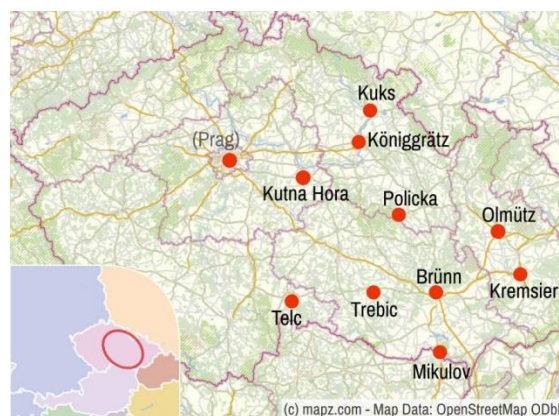 Kuks
(Prag)
Königgrätz
Kutna Hora
Policka
Olmütz
Brünn
Kremsier
Telc
Trebic
Mikulov
(c) mapz.com - Map Data: OpenStreetMap ODbL